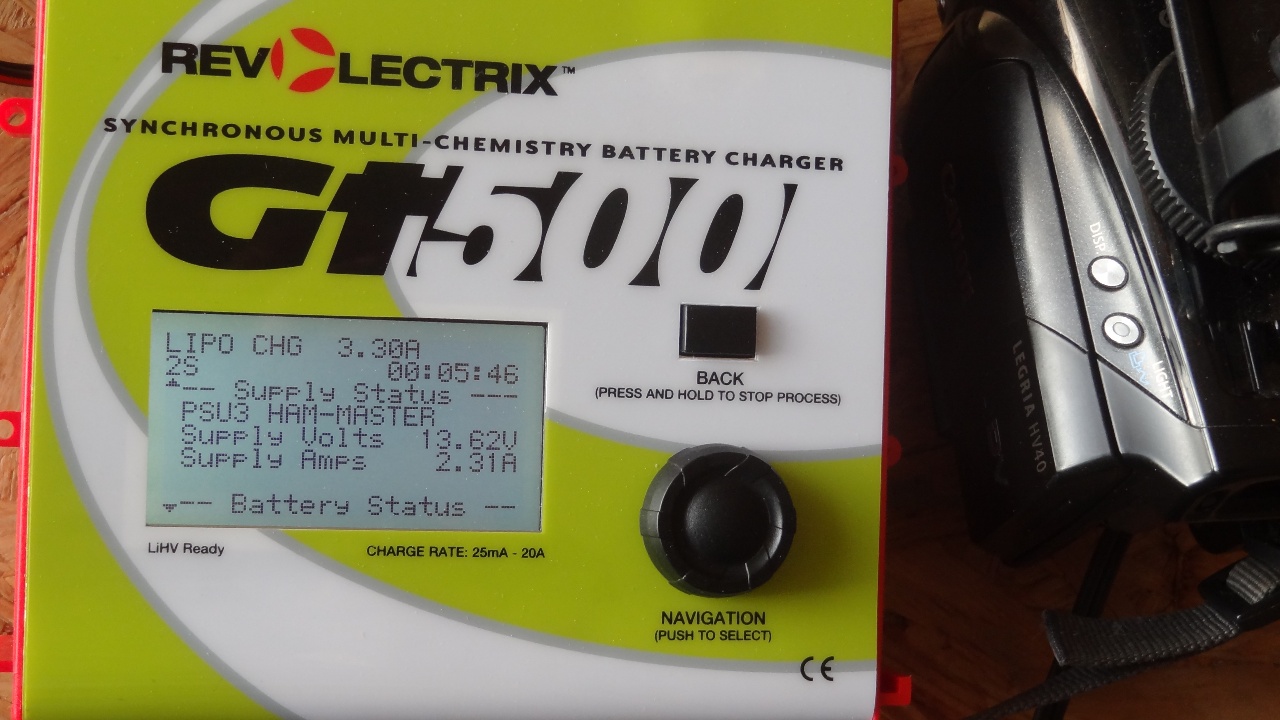 REVOLECTRIX™
SYNCHRONOUS MULTI-CHEMISTRY BATTERY CHARGER
Gt500
LIPO CHG 3.30A
2S 00:05:46
-- Supply Status ---
PSU3 HAM-MASTER
Supply Volts 13.62V
Supply Amps 2.31A
-- Battery Status --
LiHV Ready
CHARGE RATE: 25mA - 20A
BACK
(PRESS AND HOLD TO STOP PROCESS)
NAVIGATION
(PUSH TO SELECT)
CE
DISP.
LIGHT
LEGRIA HV40